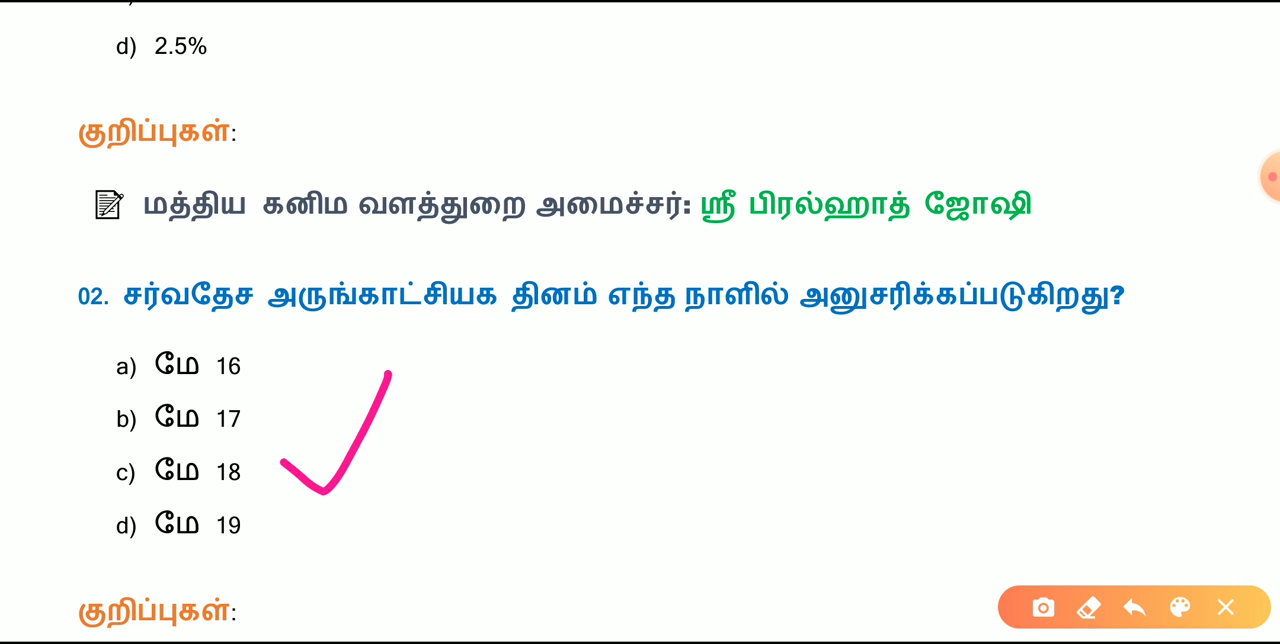 d) 2.5%
குறிப்புகள்:
மத்திய கனிம வளத்துறை அமைச்சர்: ஸ்ரீ பிரல்ஹாத் ஜோஷி
02. சர்வதேச அருங்காட்சியக தினம் எந்த நாளில் அனுசரிக்கப்படுகிறது?
a) மே 16
b) மே 17
c) மே 18
d) மே 19
குறிப்புகள்: